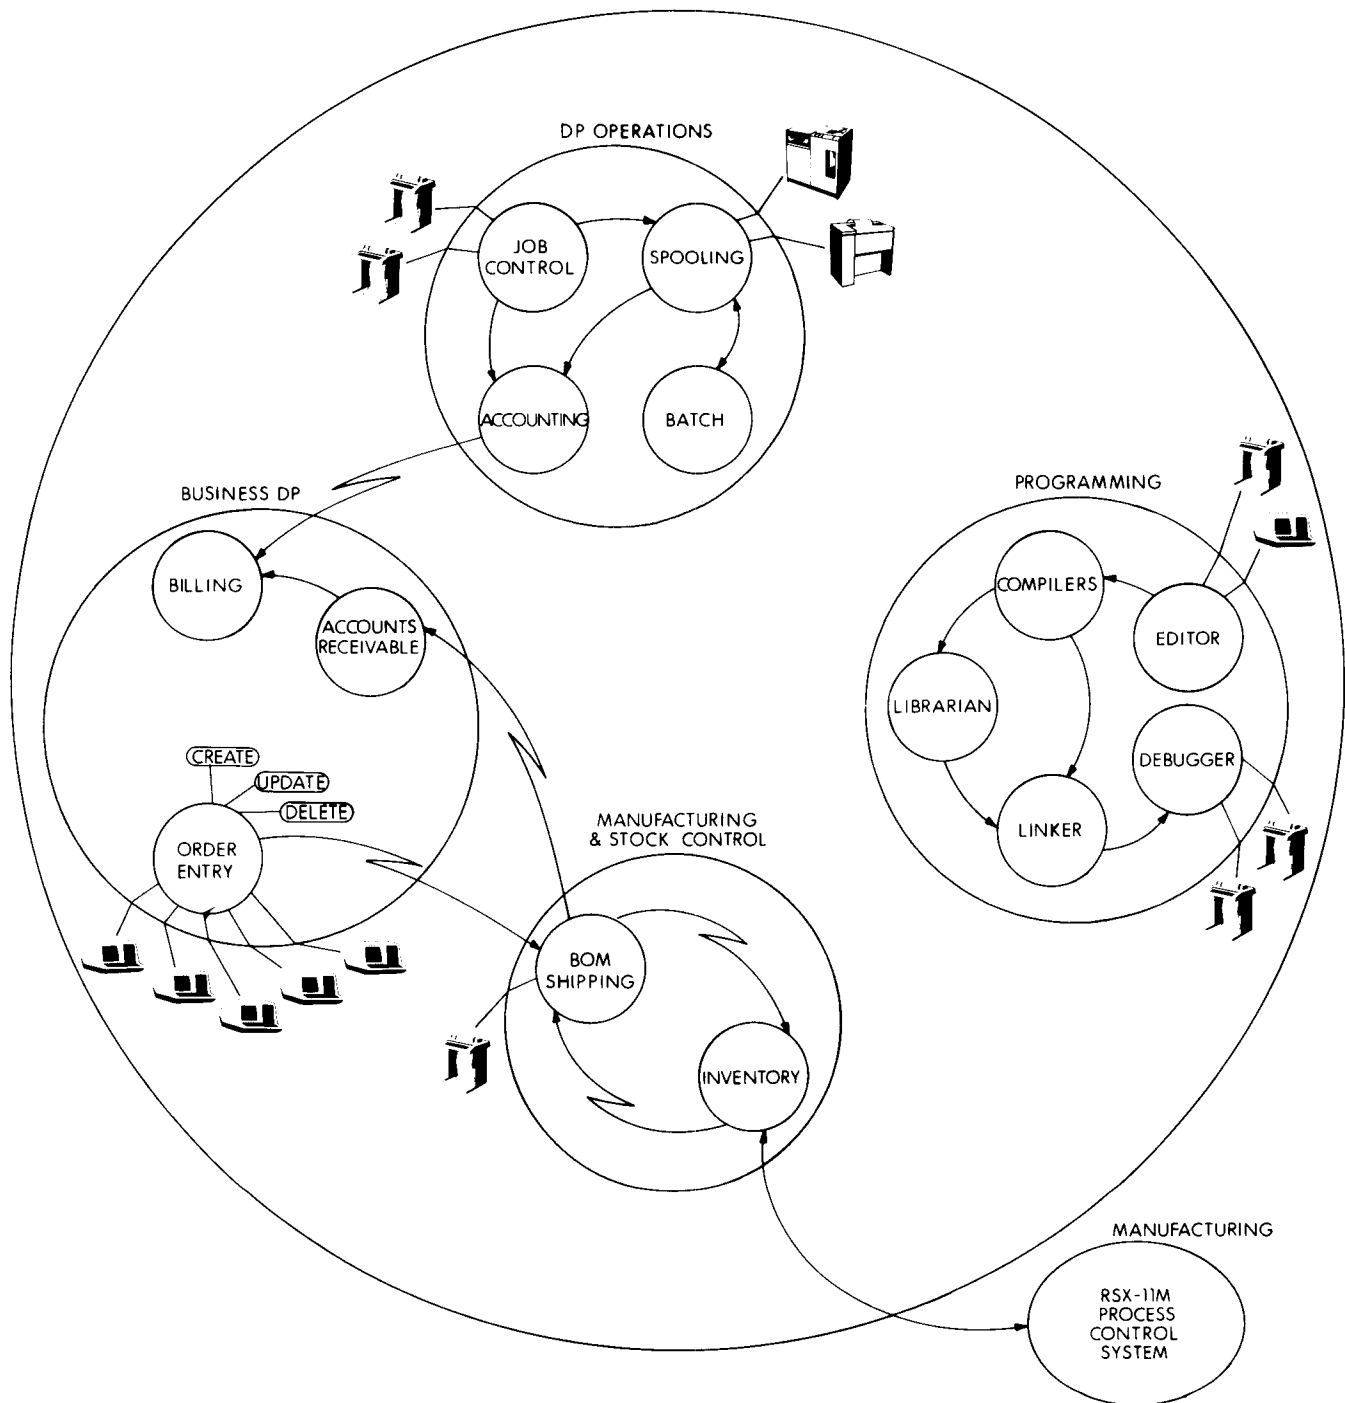 DP OPERATIONS
JOB
CONTROL
SPOOLING
ACCOUNTING
BATCH
BUSINESS DP
BILLING
ACCOUNTS
RECEIVABLE
CREATE
UPDATE
DELETE
ORDER
ENTRY
PROGRAMMING
COMPILERS
EDITOR
LIBRARIAN
DEBUGGER
LINKER
MANUFACTURING
& STOCK CONTROL
BOM
SHIPPING
INVENTORY
MANUFACTURING
RSX-11M
PROCESS
CONTROL
SYSTEM